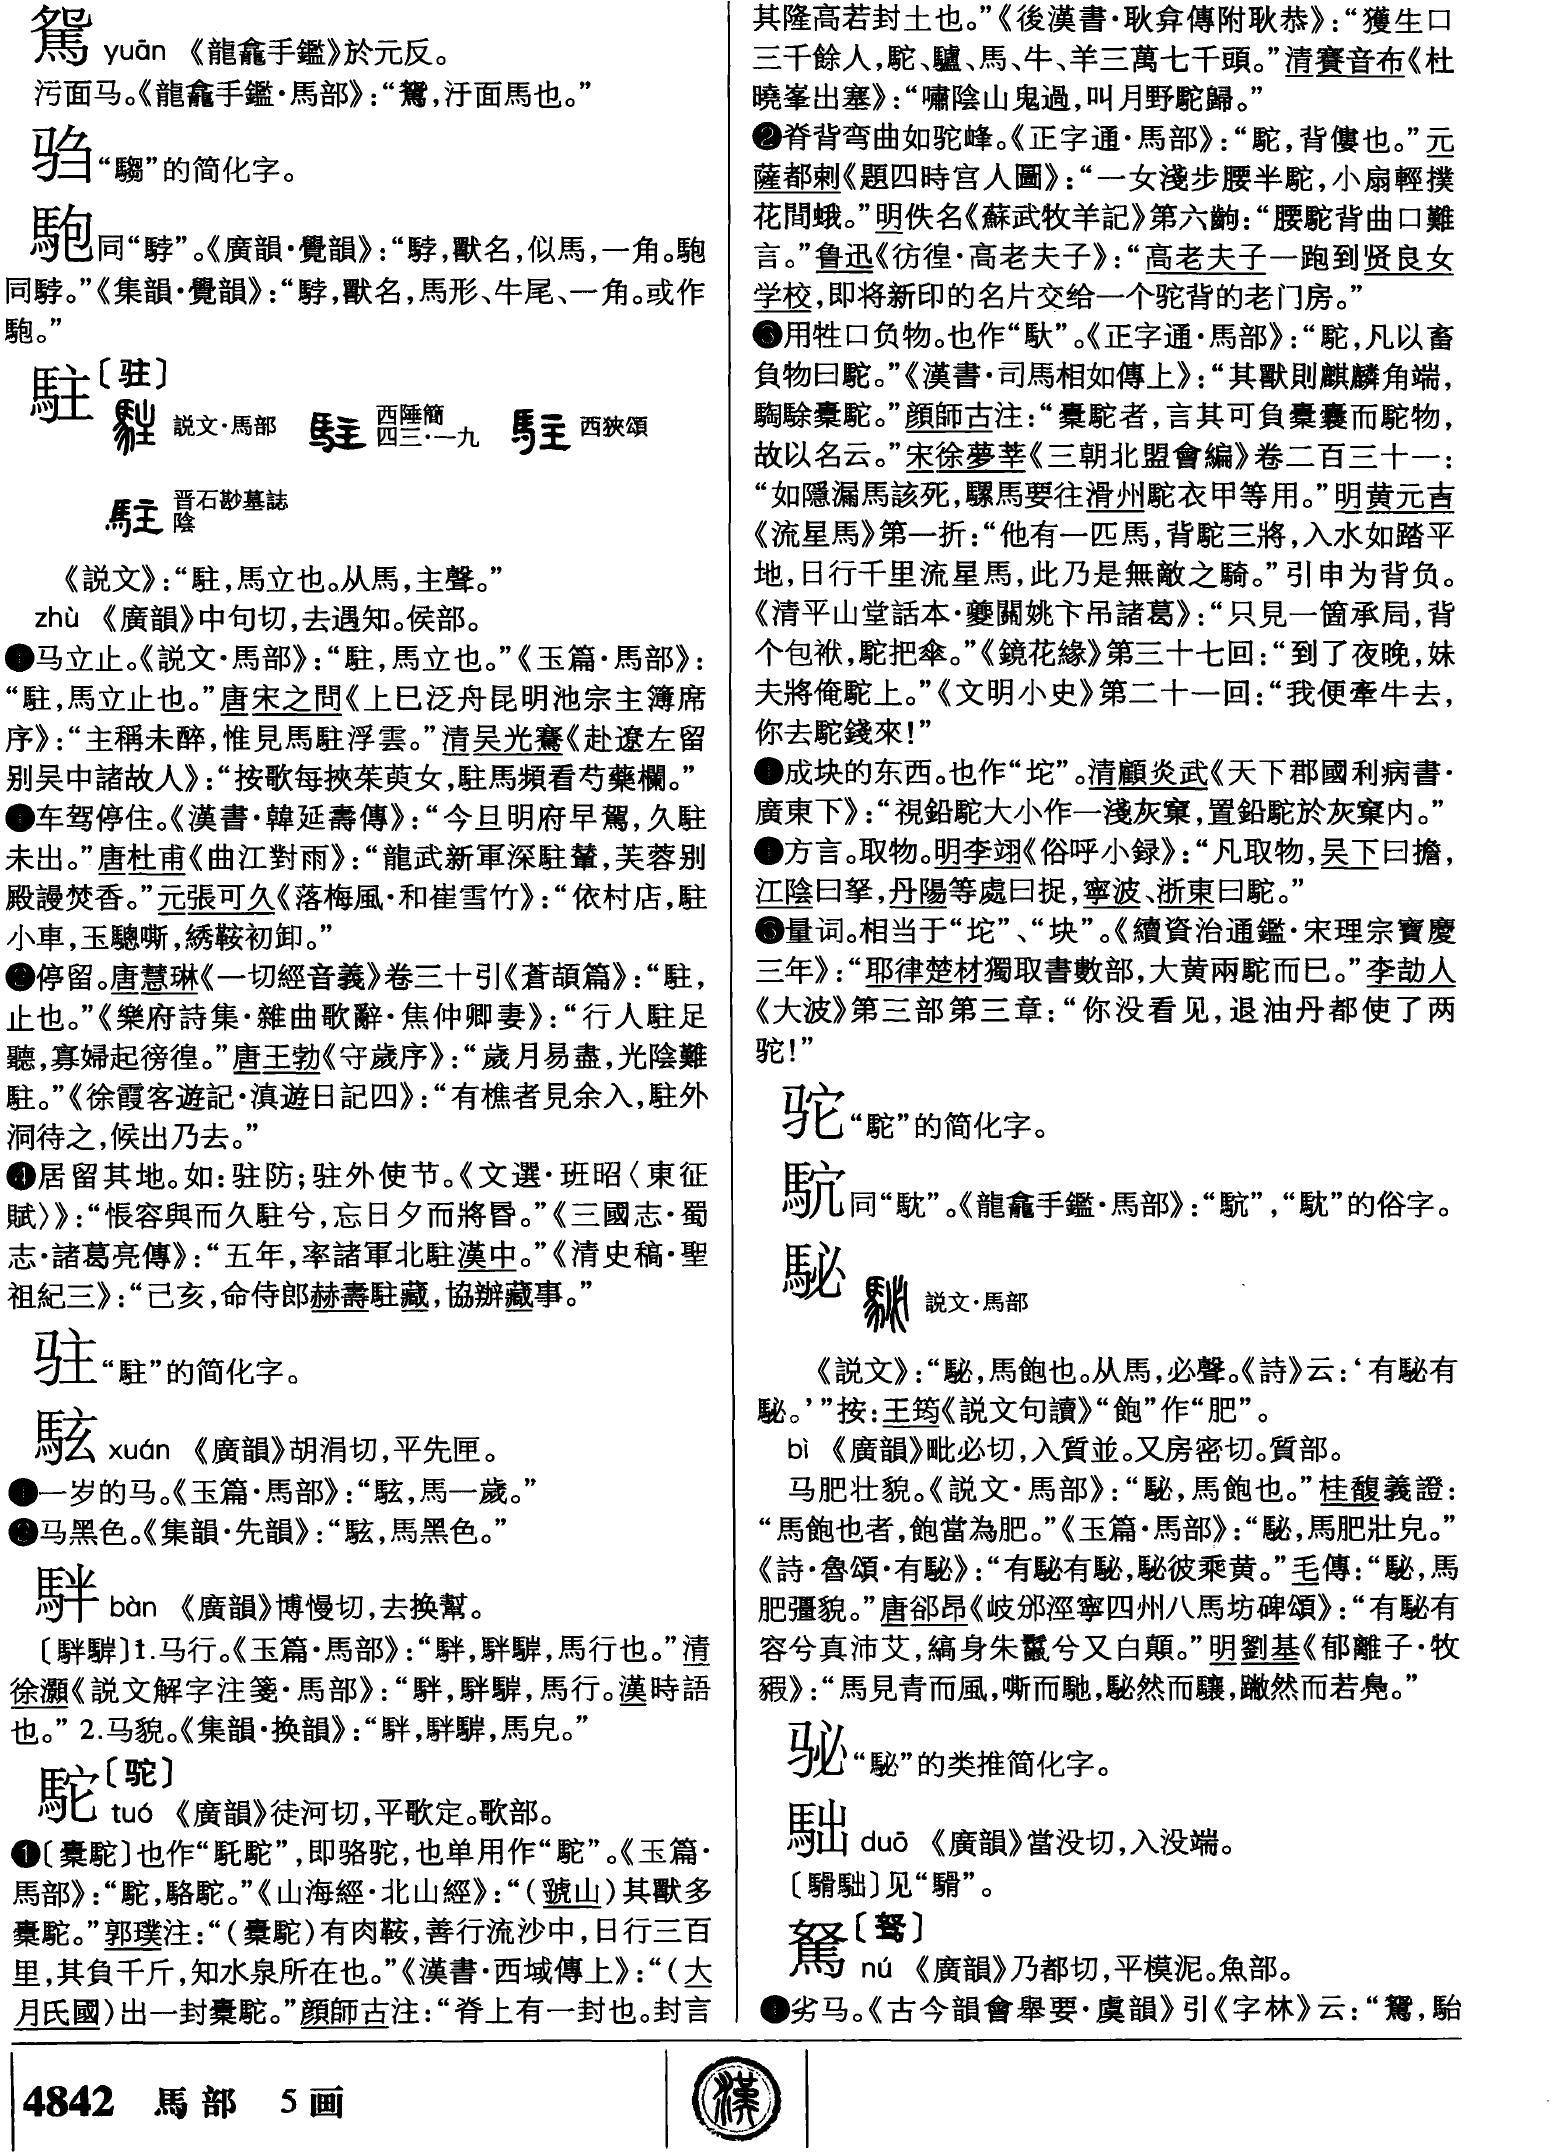 鴛 yuān 《龍龕手鑑》於元反。
污面马。《龍龕手鑑·馬部》：“鴛，汙面馬也。”
驺“騶”的简化字。
駂同“駮”。《廣韻·覺韻》：“，獸名，似馬，一角。
同。”《集韻·覺韻》：“，獸名，馬形、牛尾、一角。或作
。”
駐〔驻〕
説文·馬部 西陲簡四三·一九 西狹頌
晋石尠墓誌陰
《説文》：“駐，馬立也。从馬，主聲。”
zhù 《廣韻》中句切，去遇知。侯部。
❶马立止。《説文·馬部》：“駐，馬立也。”《玉篇·馬部》：
“駐，馬立止也。”唐宋之問《上巳泛舟昆明池宗主簿席
序》：“主稱未醉，惟見馬駐浮雲。”清吴光騫《赴遼左留
别吴中諸故人》：“按歌每挾茱萸女，駐馬頻看芍藥欄。”
❷车驾停住。《漢書·韓延壽傳》：“今旦明府早駕，久駐
未出。”唐杜甫《曲江對雨》：“龍武新軍深駐輦，芙蓉别
殿謾焚香。”元張可久《落梅風·和崔雪竹》：“依村店，駐
小車，玉驄嘶，綉鞍初卸。”
❸停留。唐慧琳《一切經音義》卷三十引《蒼頡篇》：“駐，
止也。”《樂府詩集·雜曲歌辭·焦仲卿妻》：“行人駐足
聽，寡婦起徬徨。”唐王勃《守歲序》：“歲月易盡，光陰難
駐。”《徐霞客遊記·滇遊日記四》：“有樵者見余入，駐外
洞待之，候出乃去。”
❹居留其地。如：驻防；驻外使节。《文選·班昭〈東征
賦〉》：“悵容與而久駐兮，忘日夕而將昏。”《三國志·蜀
志·諸葛亮傳》：“五年，率諸軍北駐漢中。”《清史稿·聖
祖紀三》：“己亥，命侍郎赫壽駐藏，協辦藏事。”
驻“駐”的简化字。
駭 xuán 《廣韻》胡涓切，平先匣。
❶一岁的马。《玉篇·馬部》：“䮄，馬一歲。”
❷马黑色。《集韻·先韻》：“䮄，馬黑色。”
䭴 bàn 《廣韻》博慢切，去换幫。
〔〕1.马行。《玉篇·馬部》：“，馬行也。”清
徐灝《説文解字注箋·馬部》：“，馬行。漢時語
也。” 2.马貌。《集韻·换韻》：“，馬皃。”
駝〔驼〕
tuó 《廣韻》徒河切，平歌定。歌部。
❶〔橐駝〕也作“馲駝”，即骆驼，也单用作“駝”。《玉篇·
馬部》：“駝，駱駝。”《山海經·北山經》：“（虢山）其獸多
橐駝。”郭璞注：“（橐駝）有肉鞍，善行流沙中，日行三百
里，其負千斤，知水泉所在也。”《漢書·西域傳上》：“（大
月氏國）出一封橐駝。”顔師古注：“脊上有一封也。封言
其隆高若封土也。”《後漢書·耿弇傳附耿恭》：“獲生口
三千餘人，駝、驢、馬、牛、羊三萬七千頭。”清賽音布《杜
曉峯出塞》：“嘯陰山鬼過，叫月野駝歸。”
❷脊背弯曲如驼峰。《正字通·馬部》：“駝，背僂也。”元
薩都剌《題四時宫人圖》：“一女淺步腰半駝，小扇輕撲
花間蛾。”明佚名《蘇武牧羊記》第六齣：“腰駝背曲口難
言。”鲁迅《彷徨·高老夫子》：“高老夫子一跑到贤良女
学校，即将新印的名片交给一个驼背的老门房。”
❸用牲口负物。也作“馱”。《正字通·馬部》：“駝，凡以畜
負物曰駝。”《漢書·司馬相如傳上》：“其獸則麒麟角端，
騊駼橐駝。”顔師古注：“橐駝者，言其可負橐囊而駝物，
故以名云。”宋徐夢莘《三朝北盟會編》卷二百三十一：
“如隱漏馬該死，騾馬要往滑州駝衣甲等用。”明黄元吉
《流星馬》第一折：“他有一匹馬，背駝三將，入水如踏平
地，日行千里流星馬，此乃是無敵之騎。”引申为背负。
《清平山堂話本·夔關姚卞吊諸葛》：“只見一箇承局，背
个包袱，駝把傘。”《鏡花緣》第三十七回：“到了夜晚，妹
夫將俺駝上。”《文明小史》第二十一回：“我便牽牛去，
你去駝錢來！”
❹成块的东西。也作“坨”。清顧炎武《天下郡國利病書·
廣東下》：“視鉛駝大小作一淺灰窠，置鉛駝於灰窠内。”
❺方言。取物。明李翊《俗呼小録》：“凡取物，吴下曰擔，
江陰曰拏，丹陽等處曰捉，寧波、浙東曰駝。”
❻量词。相当于“坨”、“块”。《續資治通鑑·宋理宗寶慶
三年》：“耶律楚材獨取書數部，大黄兩駝而已。”李劼人
《大波》第三部第三章：“你没看见，退油丹都使了两
驼！”
驼“駝”的简化字。
同“”。《龍龕手鑑·馬部》：“”，“”的俗字。
駜 説文·馬部
《説文》：“駜，馬飽也。从馬，必聲。《詩》云：‘有駜有
駜。’”按：王筠《説文句讀》“飽”作“肥”。
bì 《廣韻》毗必切，入質並。又房密切。質部。
马肥壮貌。《説文·馬部》：“駜，馬飽也。”桂馥義證：
“馬飽也者，飽當為肥。”《玉篇·馬部》：“駜，馬肥壯皃。”
《詩·魯頌·有駜》：“有駜有駜，駜彼乘黄。”毛傳：“駜，馬
肥彊貌。”唐郤昂《岐邠涇寧四州八馬坊碑頌》：“有駜有
容兮真沛艾，縞身朱鬣兮又白顛。”明劉基《郁離子·牧
豭》：“馬見青而風，嘶而馳，駜然而驤，蹴然而若鳧。”
“駜”的类推简化字。
duō 《廣韻》當没切，入没端。
〔〕见“”。
駑〔驽〕
nú 《廣韻》乃都切，平模泥。魚部。
❶劣马。《古今韻會舉要·虞韻》引《字林》云：“駑，駘
4842 馬部 5画
漢